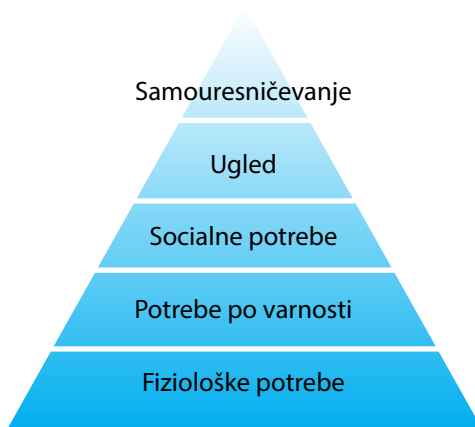 Samouresničevanje
Ugled
Socialne potrebe
Potrebe po varnosti
Fiziološke potrebe